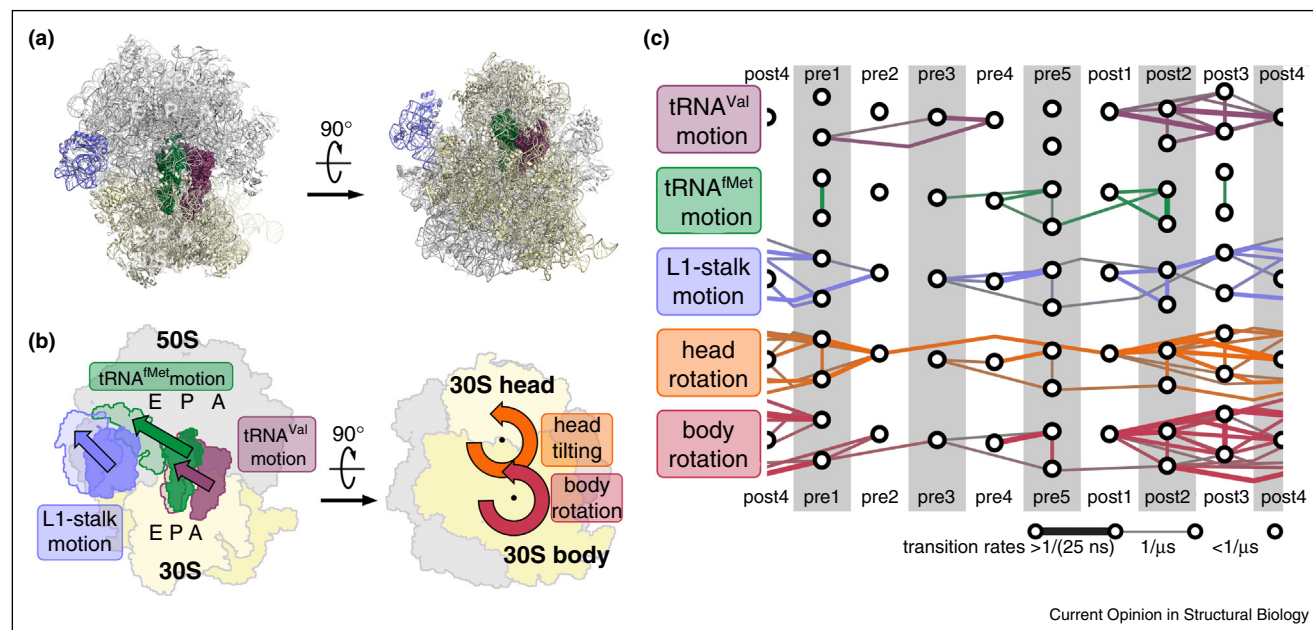 (a)
E P A
90°
E P A
(b)
50S
tRNAfMet motion
E P A
tRNAVal
motion
L1-stalk
motion
E P A
30S
90°
30S head
head
tilting
body
rotation
30S body
(c)
post4 pre1 pre2 pre3 pre4 pre5 post1 post2 post3 post4
tRNAVal
motion
tRNAfMet
motion
L1-stalk
motion
head
rotation
body
rotation
post4 pre1 pre2 pre3 pre4 pre5 post1 post2 post3 post4
transition rates >1/(25 ns) 1/μs <1/μs
Current Opinion in Structural Biology